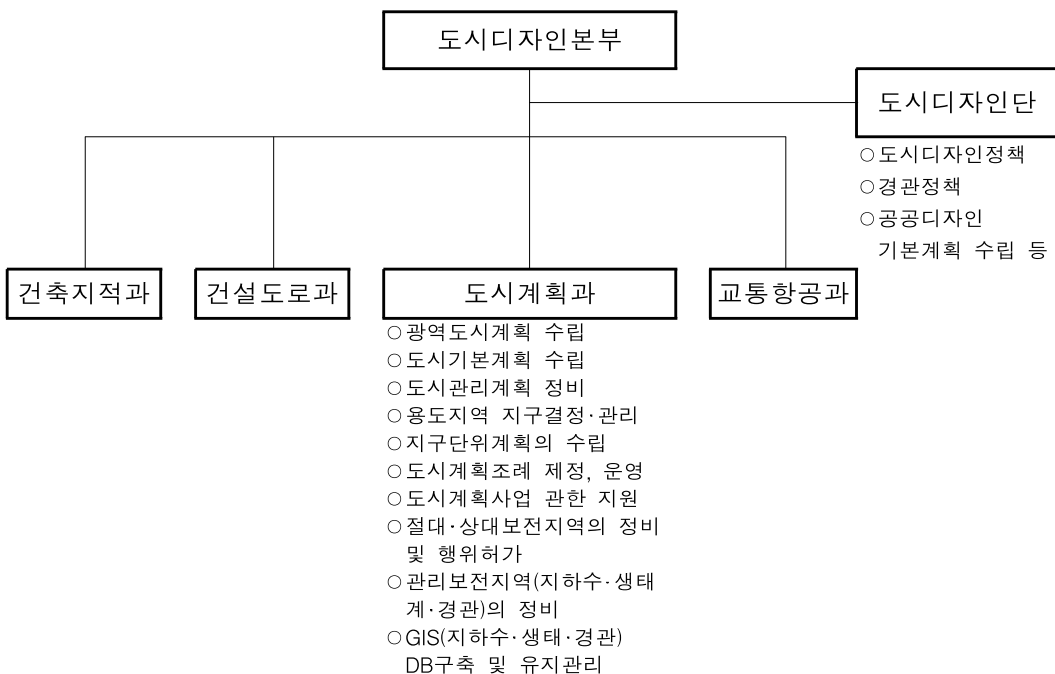 도시디자인본부
도시디자인단
○도시디자인정책
○경관정책
○공공디자인
기본계획 수립 등
건축지적과
건설도로과
도시계획과
교통항공과
○광역도시계획 수립
○도시기본계획 수립
○도시관리계획 정비
○용도지역 지구결정·관리
○지구단위계획의 수립
○도시계획조례 제정, 운영
○도시계획사업 관한 지원
○절대·상대보전지역의 정비
및 행위허가
○관리보전지역(지하수·생태
계·경관)의 정비
○GIS(지하수·생태·경관)
DB구축 및 유지관리